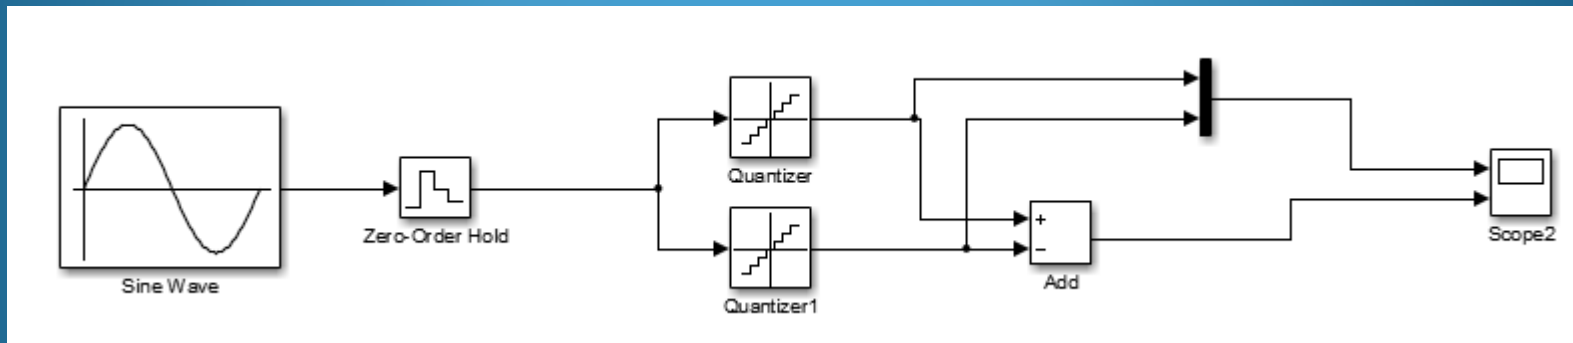 Sine Wave
Zero-Order Hold
Quantizer
Quantizer1
+
−
Add
Scope2